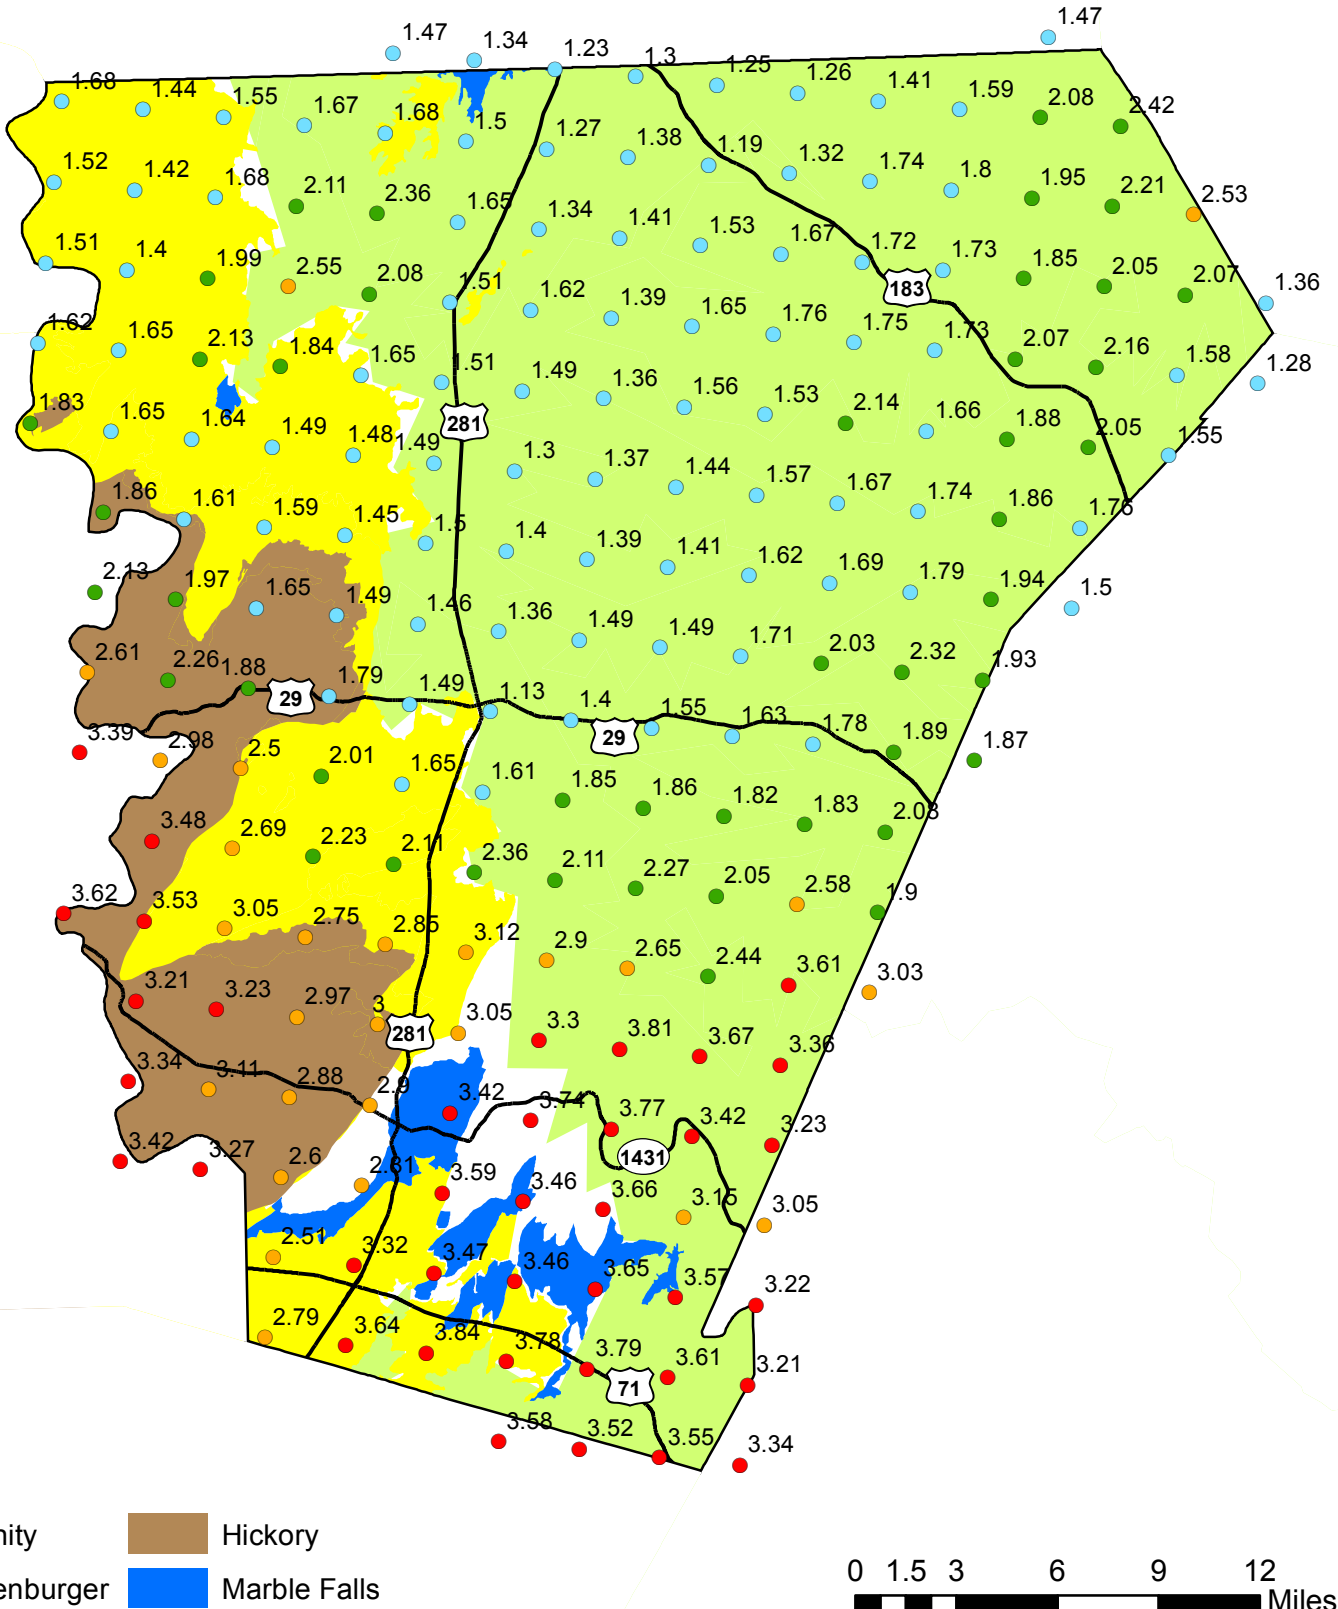 1.47
1.47 1.34 1.23 1.3 1.25 1.26 1.41 1.59 2.08 2.42
1.68 1.44 1.55 1.67 1.68 1.5 1.27 1.38 1.19 1.32 1.74 1.8 1.95 2.21 2.53
1.52 1.42 1.68 2.11 2.36 1.65 1.34 1.41 1.53 1.67 1.72 1.73 1.85 2.05 2.07 1.36
183
1.51 1.4 1.99 2.55 2.08 1.51 1.62 1.39 1.65 1.76 1.75 1.73 2.07 2.16 1.58 1.28
1.62 1.65 2.13 1.84 1.65 1.51 1.49 1.36 1.56 1.53 2.14 1.66 1.88 2.05 1.55
281
1.83 1.65 1.64 1.49 1.48 1.49 1.3 1.37 1.44 1.57 1.67 1.74 1.86 1.76
1.86 1.61 1.59 1.45 1.5 1.4 1.39 1.41 1.62 1.69 1.79 1.94 1.5
2.13 1.97 1.65 1.49 1.46 1.36 1.49 1.49 1.71 2.03 2.32 1.93
2.61 2.26 1.88 1.79 1.49 1.13 1.4 1.55 1.63 1.78 1.89 1.87
29
29
3.39 2.98 2.5 2.01 1.65 1.61 1.85 1.86 1.82 1.83 2.03
3.48 2.69 2.23 2.11 2.36 2.11 2.27 2.05 2.58 1.9
3.62 3.53 3.05 2.75 2.85 3.12 2.9 2.65 2.44 3.61 3.03
3.21 3.23 2.97 3 3.05 3.3 3.81 3.67 3.36
281
3.34 3.11 2.88 2.9 3.42 3.74 3.77 3.42 3.23
1431
3.42 3.27 2.6 2.81 3.59 3.46 3.66 3.15 3.05
2.51 3.32 3.47 3.46 3.65 3.57 3.22
2.79 3.64 3.84 3.78 3.79 3.61 3.21
71
3.58 3.52 3.55 3.34
nity Hickory
enburger Marble Falls
0 1.5 3 6 9 12
Miles